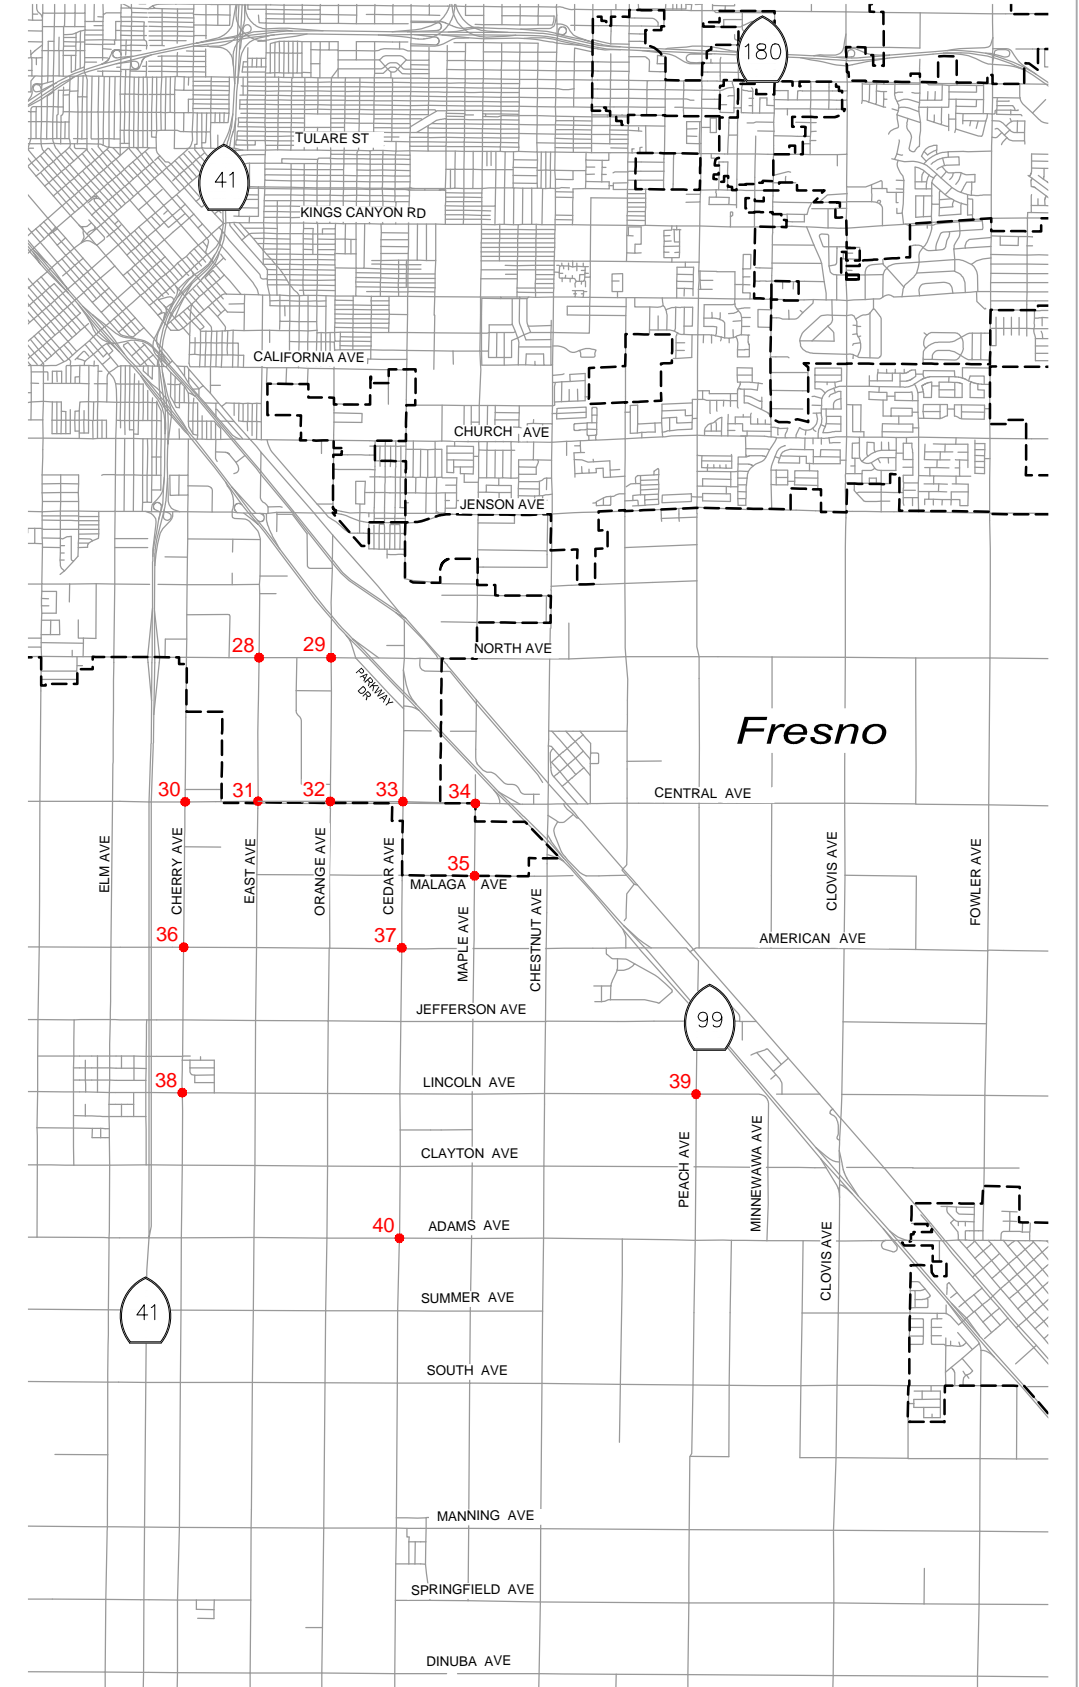 180
TULARE ST
41
KINGS CANYON RD
CALIFORNIA AVE
CHURCH AVE
JENSON AVE
28
29
NORTH AVE
PARKWAY
DR
Fresno
30
31
32
33
34
CENTRAL AVE
ELM AVE
CHERRY AVE
EAST AVE
ORANGE AVE
CEDAR AVE
35
MALAGA AVE
MAPLE AVE
CHESTNUT AVE
CLOVIS AVE
FOWLER AVE
36
37
AMERICAN AVE
JEFFERSON AVE
99
38
LINCOLN AVE
39
CLAYTON AVE
PEACH AVE
MINNEWAWA AVE
40
ADAMS AVE
CLOVIS AVE
SUMMER AVE
41
SOUTH AVE
MANNING AVE
SPRINGFIELD AVE
DINUBA AVE